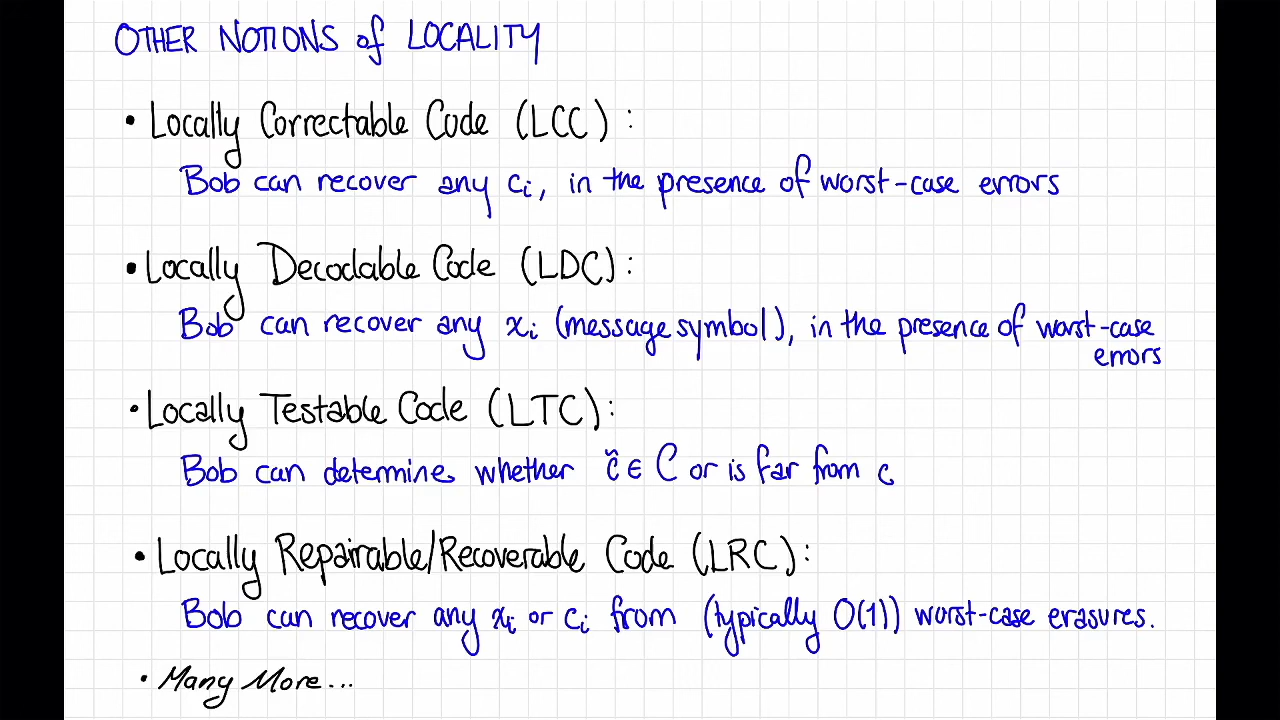 OTHER NOTIONS of LOCALITY
• Locally Correctable Code (LCC):
Bob can recover any cᵢ, in the presence of worst-case errors
• Locally Decodable Code (LDC):
Bob can recover any xᵢ (message symbol), in the presence of worst-case
errors
• Locally Testable Code (LTC):
Bob can determine whether c̃ ∈ C or is far from c
• Locally Repairable/Recoverable Code (LRC):
Bob can recover any xᵢ or cᵢ from (typically O(1)) worst-case erasures.
• Many More...